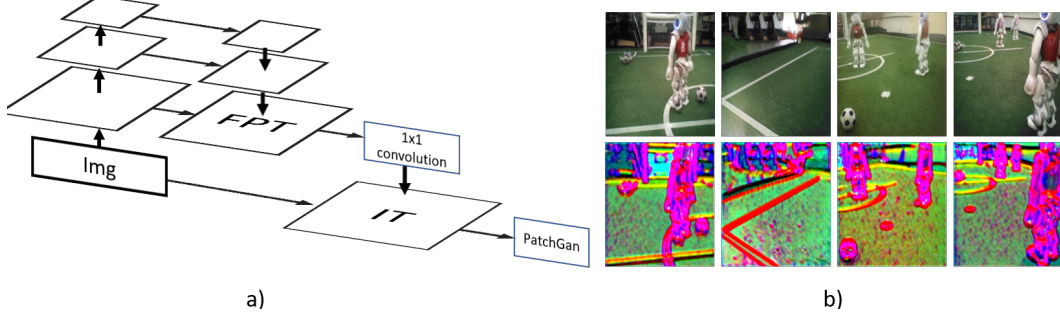 FPT
1x1
convolution
Img
IT
PatchGan
a)
b)